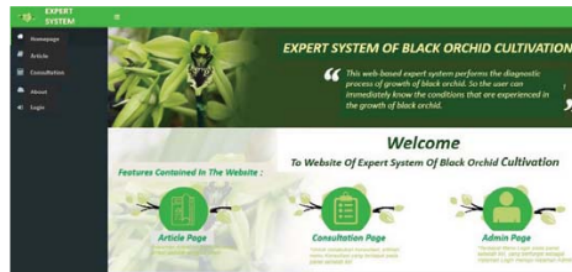 EXPERT
SYSTEM
Homepage
Article
Consultation
About
Login
EXPERT SYSTEM OF BLACK ORCHID CULTIVATION
“ This web-based expert system performs the diagnostic
process of growth of black orchid. So the user can
immediately know the conditions that are experienced in
the growth of black orchid. ”
Welcome
To Website Of Expert System Of Black Orchid Cultivation
Features Contained In The Website :
Article Page
Consultation Page
Admin Page